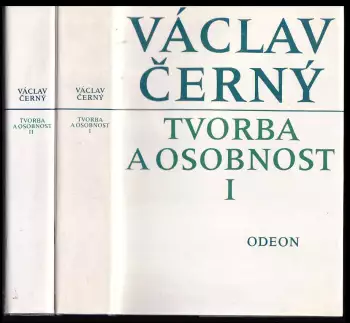 VÁCLAV
ČERNÝ
TVORBA
A OSOBNOST
II
VÁCLAV
ČERNÝ
TVORBA
A OSOBNOST
I
VÁCLAV
ČERNÝ
TVORBA
A OSOBNOST
I
ODEON